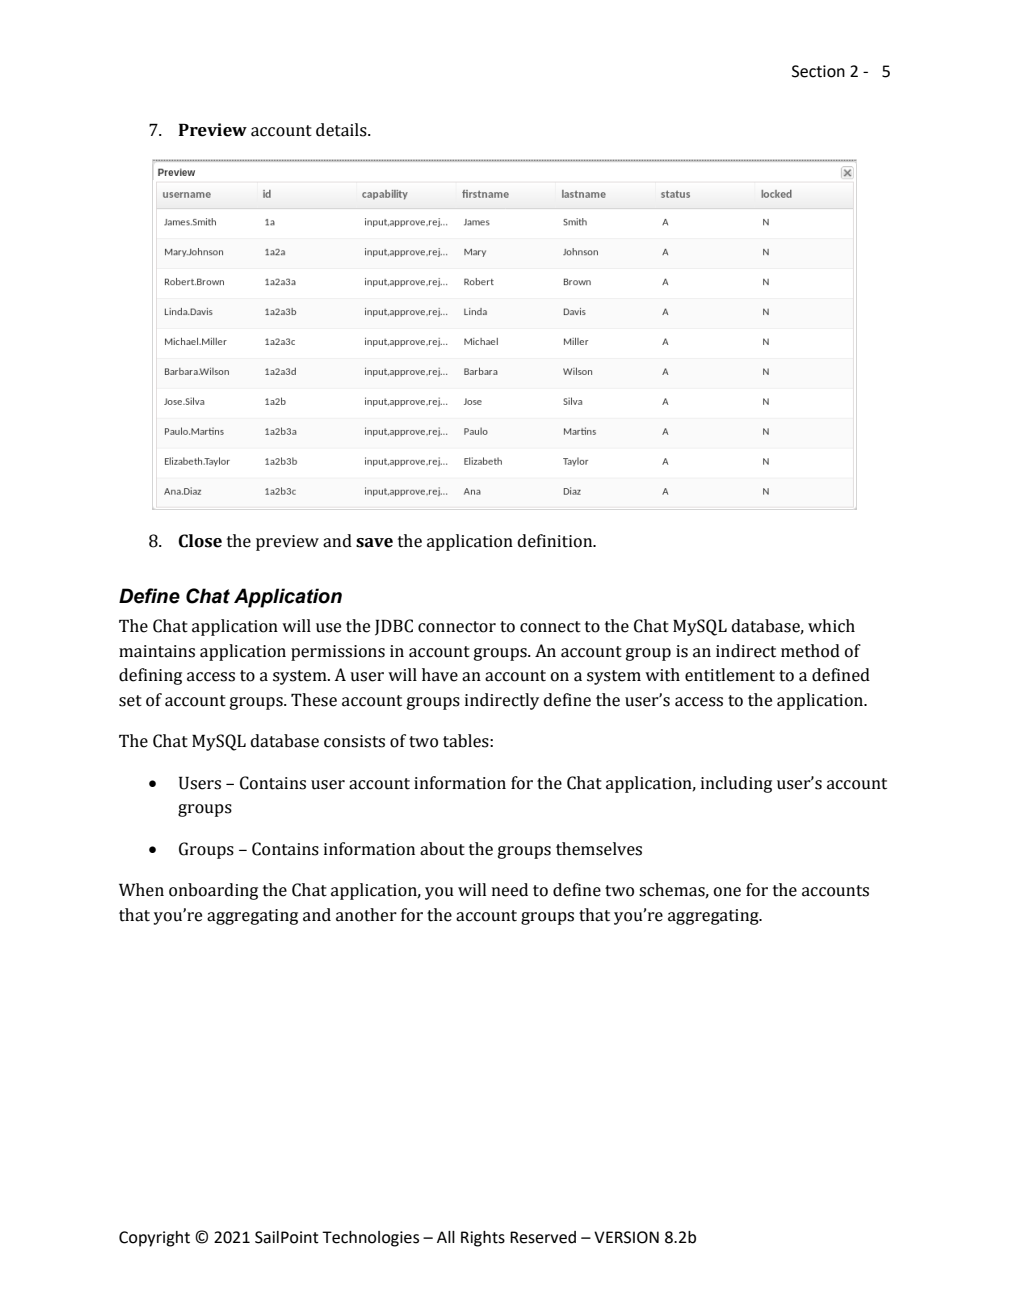 Section 2 - 5
7. Preview account details.
Preview
username id capability firstname lastname status locked
James.Smith 1a input,approve,rej... James Smith A N
Mary.Johnson 1a2a input,approve,rej... Mary Johnson A N
Robert.Brown 1a2a3a input,approve,rej... Robert Brown A N
Linda.Davis 1a2a3b input,approve,rej... Linda Davis A N
Michael.Miller 1a2a3c input,approve,rej... Michael Miller A N
Barbara.Wilson 1a2a3d input,approve,rej... Barbara Wilson A N
Jose.Silva 1a2b input,approve,rej... Jose Silva A N
Paulo.Martins 1a2b3a input,approve,rej... Paulo Martins A N
Elizabeth.Taylor 1a2b3b input,approve,rej... Elizabeth Taylor A N
Ana.Diaz 1a2b3c input,approve,rej... Ana Diaz A N
8. Close the preview and save the application definition.
Define Chat Application
The Chat application will use the JDBC connector to connect to the Chat MySQL database, which
maintains application permissions in account groups. An account group is an indirect method of
defining access to a system. A user will have an account on a system with entitlement to a defined
set of account groups. These account groups indirectly define the user’s access to the application.
The Chat MySQL database consists of two tables:
• Users – Contains user account information for the Chat application, including user’s account
groups
• Groups – Contains information about the groups themselves
When onboarding the Chat application, you will need to define two schemas, one for the accounts
that you’re aggregating and another for the account groups that you’re aggregating.
Copyright © 2021 SailPoint Technologies – All Rights Reserved – VERSION 8.2b